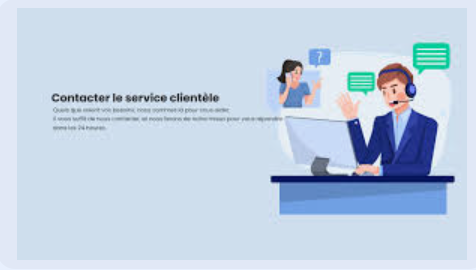 Contacter le service clientèle
Quels que soient vos besoins, nous sommes là pour vous aider.
Il vous suffit de nous contacter, et nous ferons de notre mieux pour vous répondre
dans les 24 heures.
?